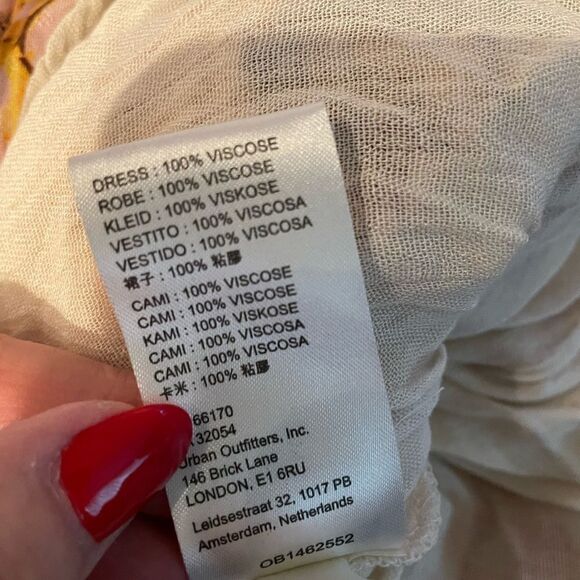 DRESS : 100% VISCOSE
ROBE : 100% VISCOSE
KLEID : 100% VISKOSE
VESTITO : 100% VISCOSA
VESTIDO : 100% VISCOSA
裙子 : 100% 粘膠
CAMI : 100% VISCOSE
CAMI : 100% VISCOSE
KAMI : 100% VISKOSE
CAMI : 100% VISCOSA
CAMI : 100% VISCOSA
卡米 : 100% 粘膠
66170
32054
Urban Outfitters, Inc.
146 Brick Lane
LONDON, E1 6RU
Leidsestraat 32, 1017 PB
Amsterdam, Netherlands
OB1462552